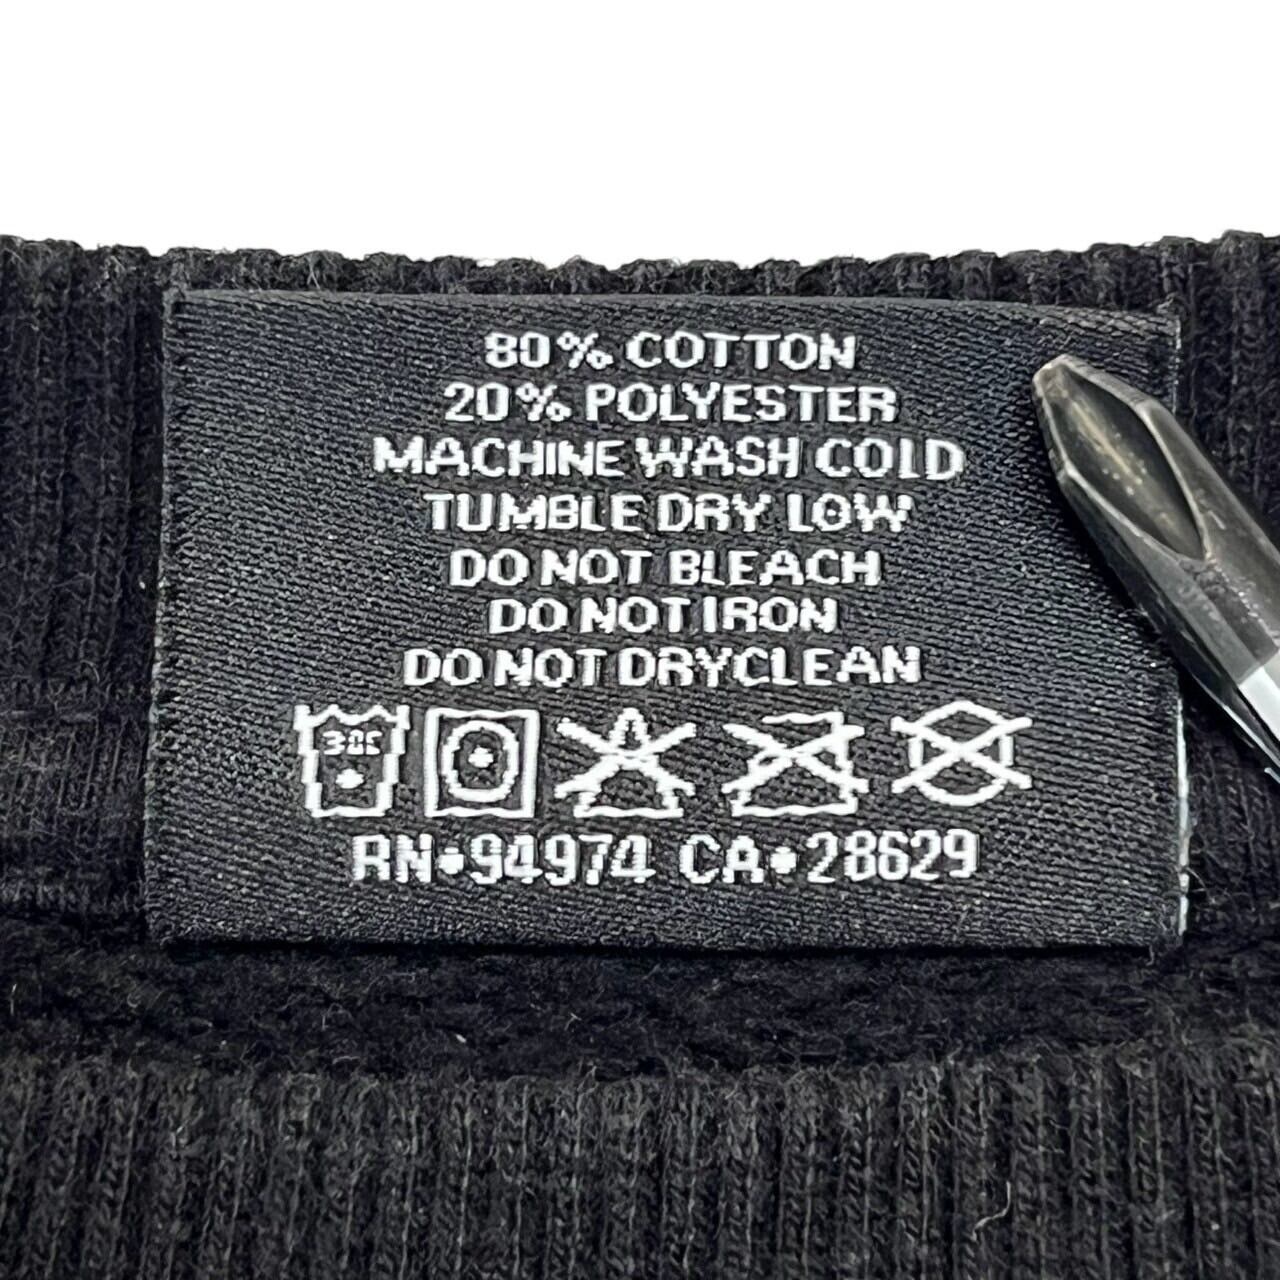 80% COTTON
20% POLYESTER
MACHINE WASH COLD
TUMBLE DRY LOW
DO NOT BLEACH
DO NOT IRON
DO NOT DRYCLEAN
30C
RN•94974 CA•28629